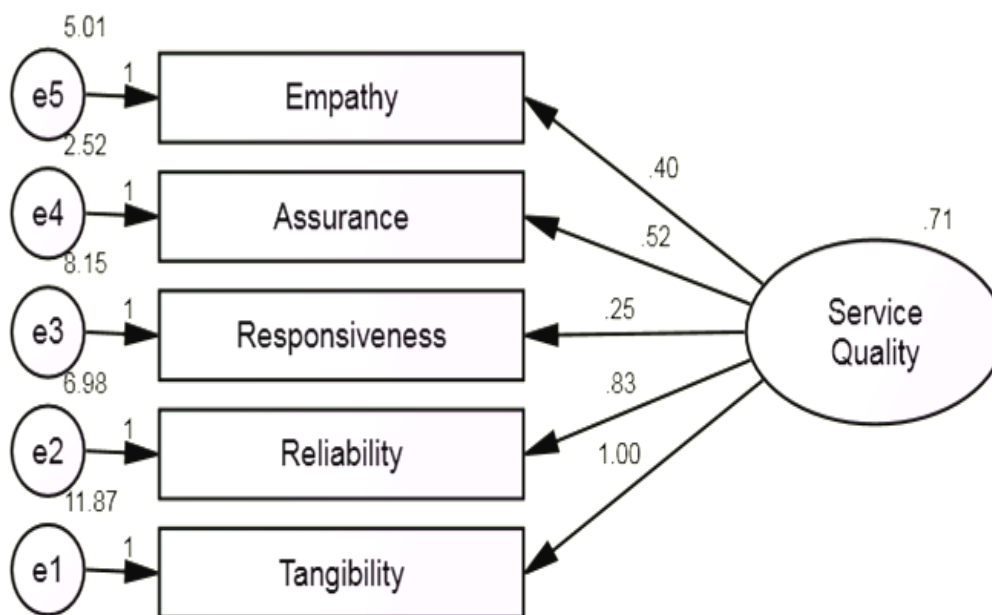 5.01
e5
1
Empathy
.40
2.52
e4
1
Assurance
.52
8.15
e3
1
Responsiveness
.25
6.98
e2
1
Reliability
.83
11.87
e1
1
Tangibility
1.00
.71
Service
Quality